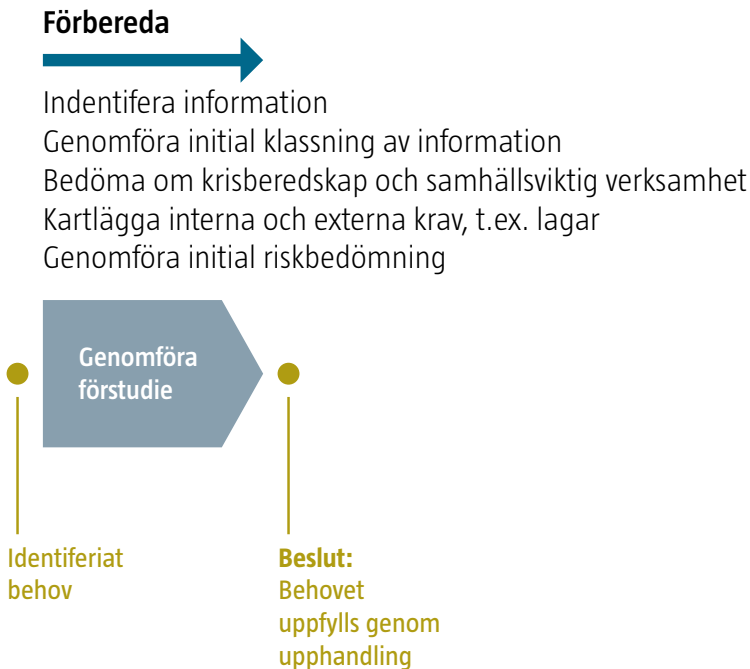 Förbereda
Indentifera information
Genomföra initial klassning av information
Bedöma om krisberedskap och samhällsviktig verksamhet
Kartlägga interna och externa krav, t.ex. lagar
Genomföra initial riskbedömning
Genomföra
förstudie
Identiferiat
behov
Beslut:
Behovet
uppfylls genom
upphandling